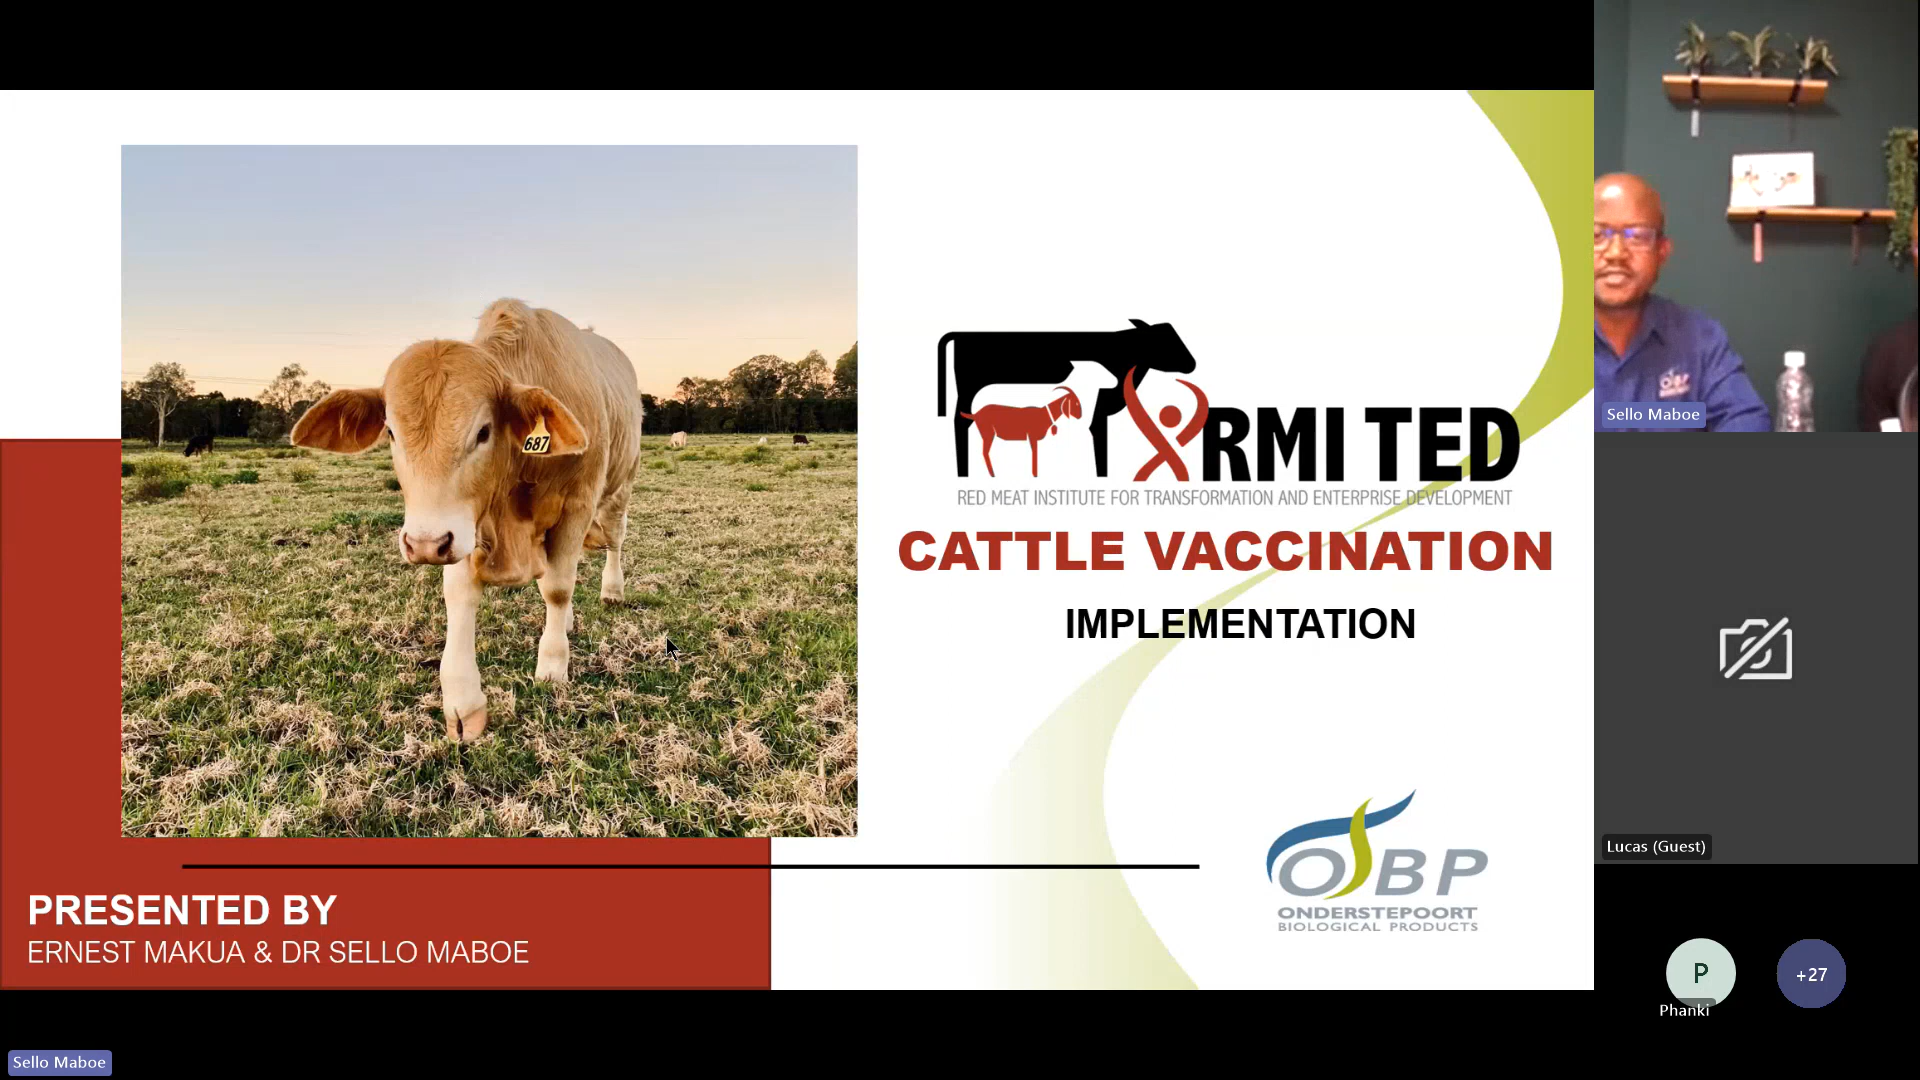 687
RMI TED
RED MEAT INSTITUTE FOR TRANSFORMATION AND ENTERPRISE DEVELOPMENT
CATTLE VACCINATION
IMPLEMENTATION
OBP
ONDERSTEPOORT
BIOLOGICAL PRODUCTS
PRESENTED BY
ERNEST MAKUA & DR SELLO MABOE
Sello Maboe
OBP
Sello Maboe
Lucas (Guest)
P
+27
Phanki